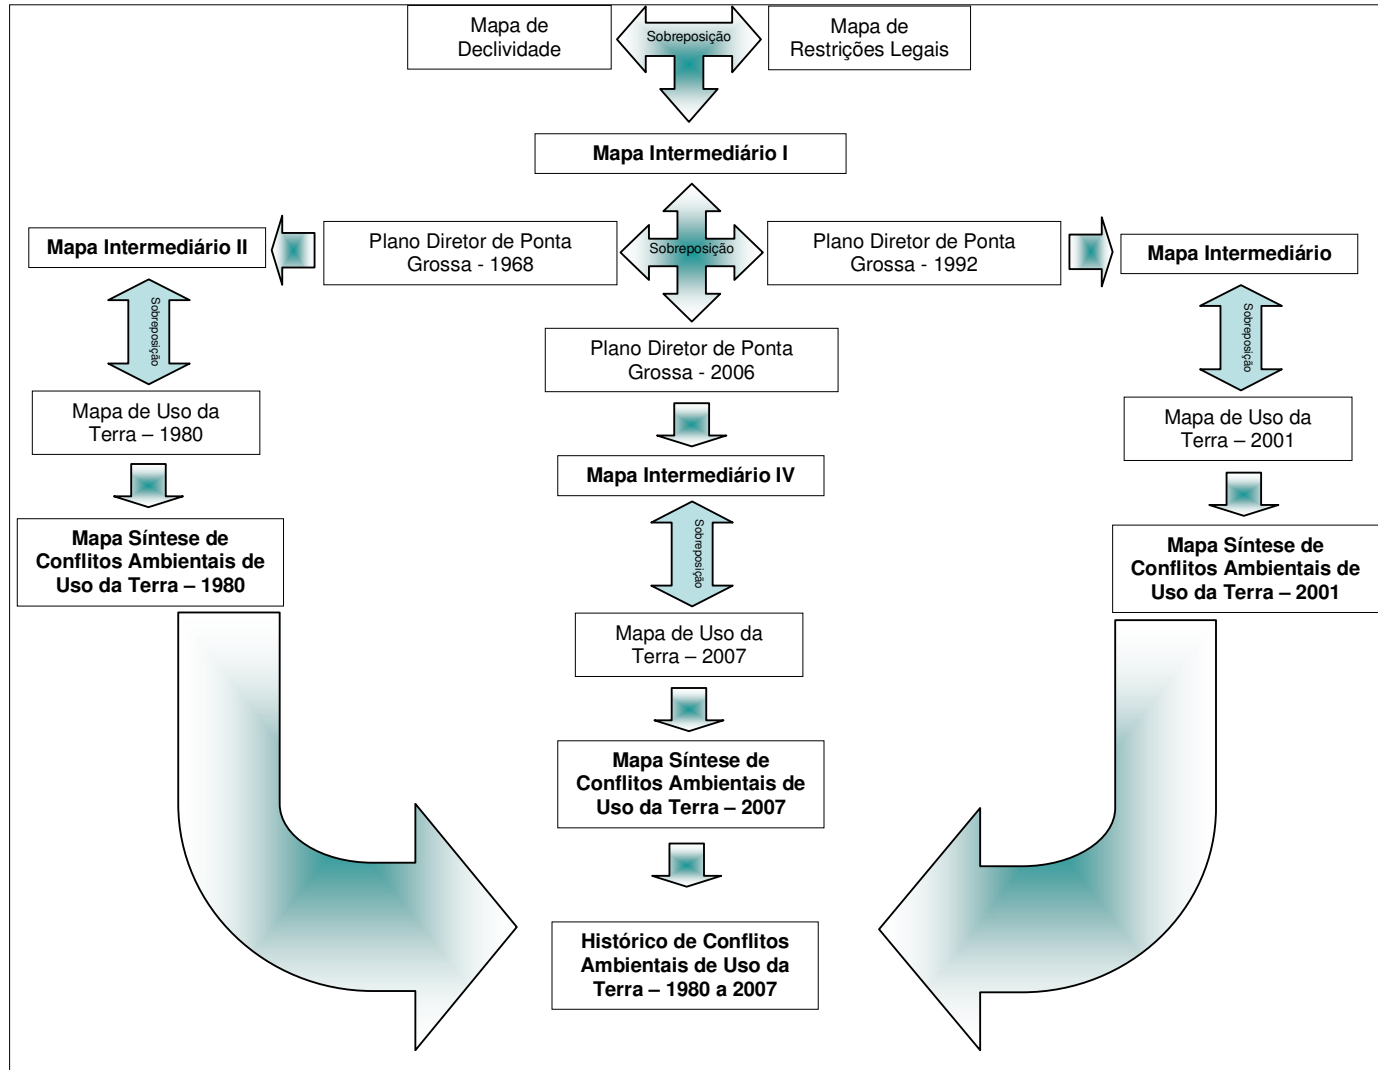 Mapa de
Declividade
Sobreposição
Mapa de
Restrições Legais
Mapa Intermediário I
Mapa Intermediário II
Plano Diretor de Ponta
Grossa - 1968
Sobreposição
Plano Diretor de Ponta
Grossa - 1992
Mapa Intermediário
Sobreposição
Plano Diretor de Ponta
Grossa - 2006
Sobreposição
Mapa de Uso da
Terra – 1980
Mapa de Uso da
Terra – 2001
Mapa Intermediário IV
Mapa Síntese de
Conflitos Ambientais de
Uso da Terra – 1980
Sobreposição
Mapa Síntese de
Conflitos Ambientais de
Uso da Terra – 2001
Mapa de Uso da
Terra – 2007
Mapa Síntese de
Conflitos Ambientais de
Uso da Terra – 2007
Histórico de Conflitos
Ambientais de Uso da
Terra – 1980 a 2007